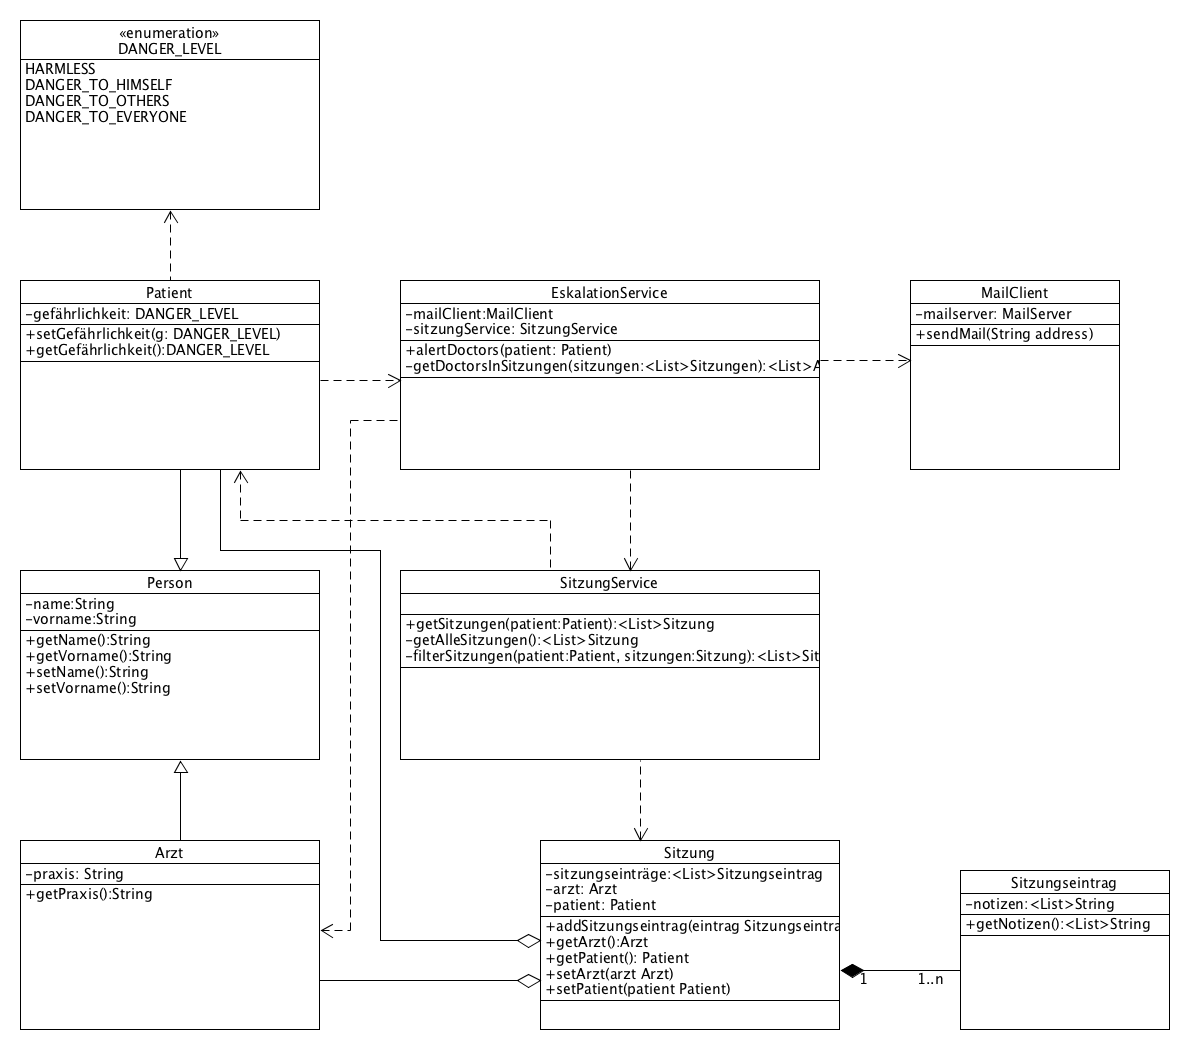 «enumeration»
DANGER_LEVEL
HARMLESS
DANGER_TO_HIMSELF
DANGER_TO_OTHERS
DANGER_TO_EVERYONE
Patient
-gefährlichkeit: DANGER_LEVEL
+setGefährlichkeit(g: DANGER_LEVEL)
+getGefährlichkeit():DANGER_LEVEL
EskalationService
-mailClient:MailClient
-sitzungService: SitzungService
+alertDoctors(patient: Patient)
-getDoctorsInSitzungen(sitzungen:<List>Sitzungen):<List>A
MailClient
-mailserver: MailServer
+sendMail(String address)
Person
-name:String
-vorname:String
+getName():String
+getVorname():String
+setName():String
+setVorname():String
SitzungService
+getSitzungen(patient:Patient):<List>Sitzung
-getAlleSitzungen():<List>Sitzung
-filterSitzungen(patient:Patient, sitzungen:Sitzung):<List>Sit
Arzt
-praxis: String
+getPraxis():String
Sitzung
-sitzungseinträge:<List>Sitzungseintrag
-arzt: Arzt
-patient: Patient
+addSitzungseintrag(eintrag Sitzungseintra
+getArzt():Arzt
+getPatient(): Patient
+setArzt(arzt Arzt)
+setPatient(patient Patient)
1
1..n
Sitzungseintrag
-notizen:<List>String
+getNotizen():<List>String